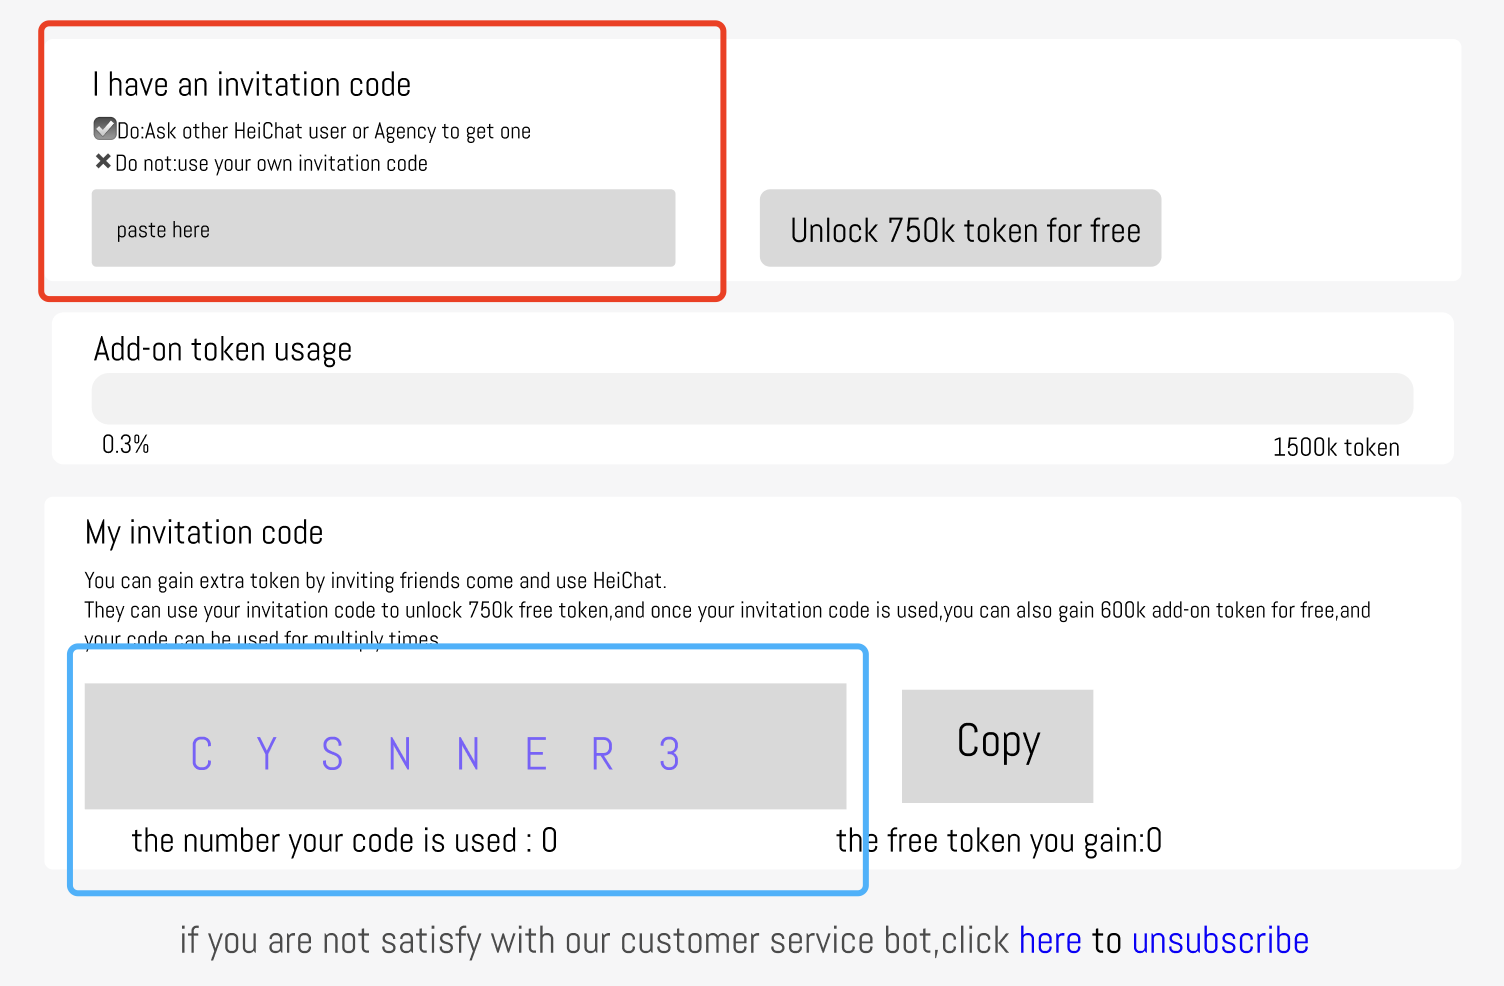 I have an invitation code
Do:Ask other HeiChat user or Agency to get one
Do not:use your own invitation code
paste here
Unlock 750k token for free
Add-on token usage
0.3%
1500k token
My invitation code
You can gain extra token by inviting friends come and use HeiChat.
They can use your invitation code to unlock 750k free token,and once your invitation code is used,you can also gain 600k add-on token for free,and
your code can be used for multiply times
C Y S N N E R 3
Copy
the number your code is used : 0
the free token you gain:0
if you are not satisfy with our customer service bot,click here to unsubscribe